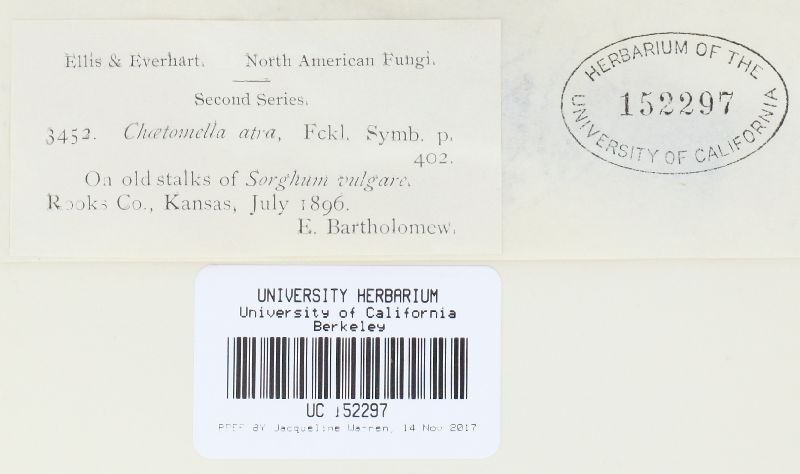 Ellis & Everhart. North American Fungi.
Second Series.
3452. Chætomella atra, Fckl. Symb. p.
402.
On old stalks of Sorghum vulgare.
Rooks Co., Kansas, July 1896.
E. Bartholomew.
HERBARIUM OF THE
152297
UNIVERSITY OF CALIFORNIA
UNIVERSITY HERBARIUM
University of California
Berkeley
UC 152297
BY Jacqueline Warren, 14 Nov 2017